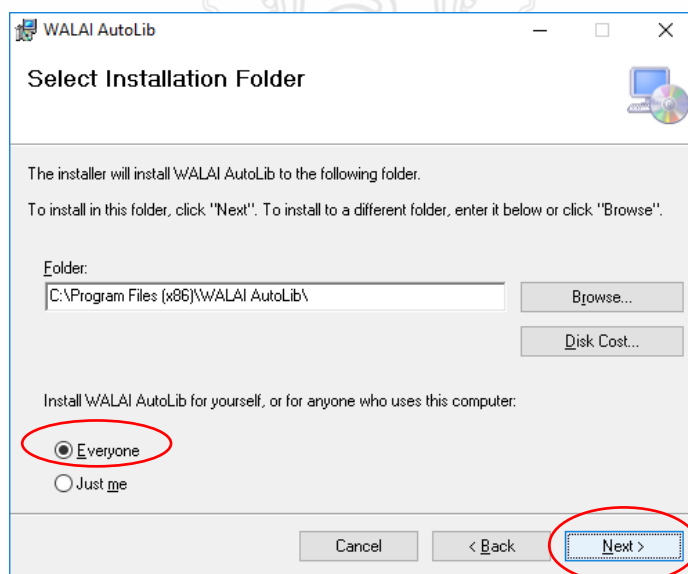 WALAI AutoLib
Select Installation Folder
The installer will install WALAI AutoLib to the following folder.
To install in this folder, click "Next". To install to a different folder, enter it below or click "Browse".
Folder:
C:\Program Files (x86)\WALAI AutoLib\
Browse...
Disk Cost...
Install WALAI AutoLib for yourself, or for anyone who uses this computer:
Everyone
Just me
Cancel
< Back
Next >